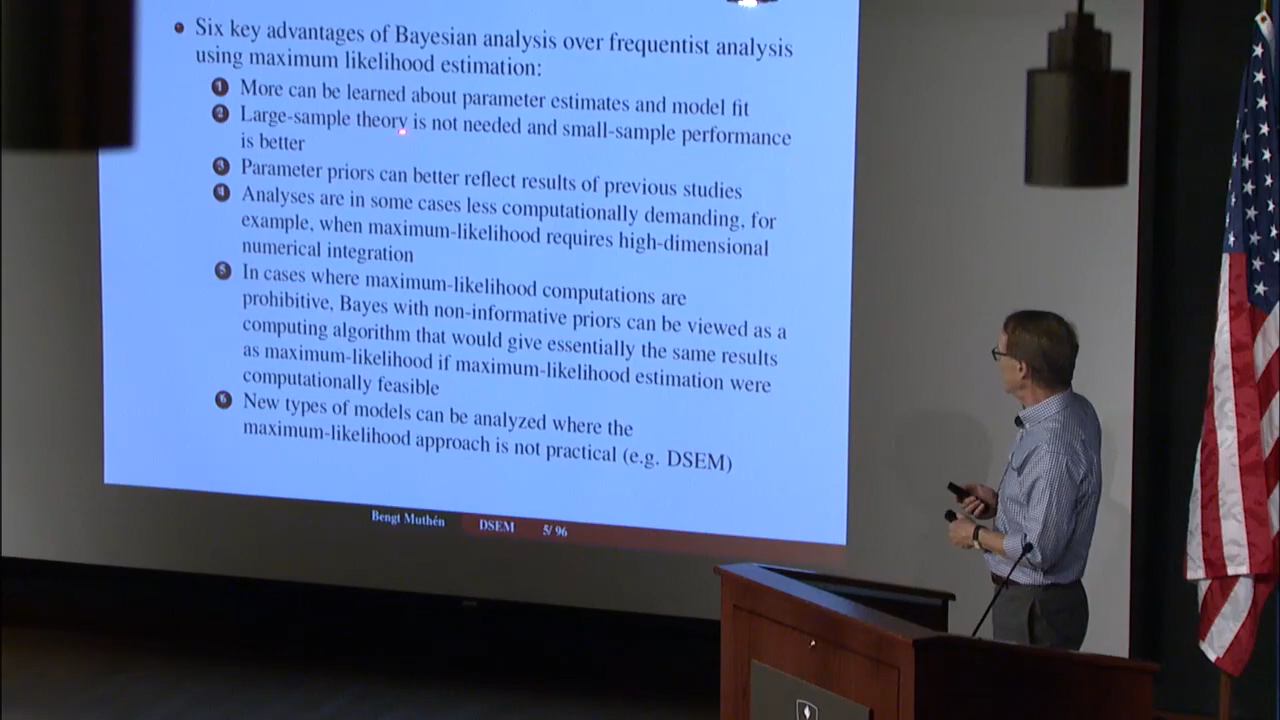 Six key advantages of Bayesian analysis over frequentist analysis
using maximum likelihood estimation:
1 More can be learned about parameter estimates and model fit
2 Large-sample theory is not needed and small-sample performance
is better
3 Parameter priors can better reflect results of previous studies
4 Analyses are in some cases less computationally demanding, for
example, when maximum-likelihood requires high-dimensional
numerical integration
5 In cases where maximum-likelihood computations are
prohibitive, Bayes with non-informative priors can be viewed as a
computing algorithm that would give essentially the same results
as maximum-likelihood if maximum-likelihood estimation were
computationally feasible
6 New types of models can be analyzed where the
maximum-likelihood approach is not practical (e.g. DSEM)
Bengt Muthén DSEM 5/ 96